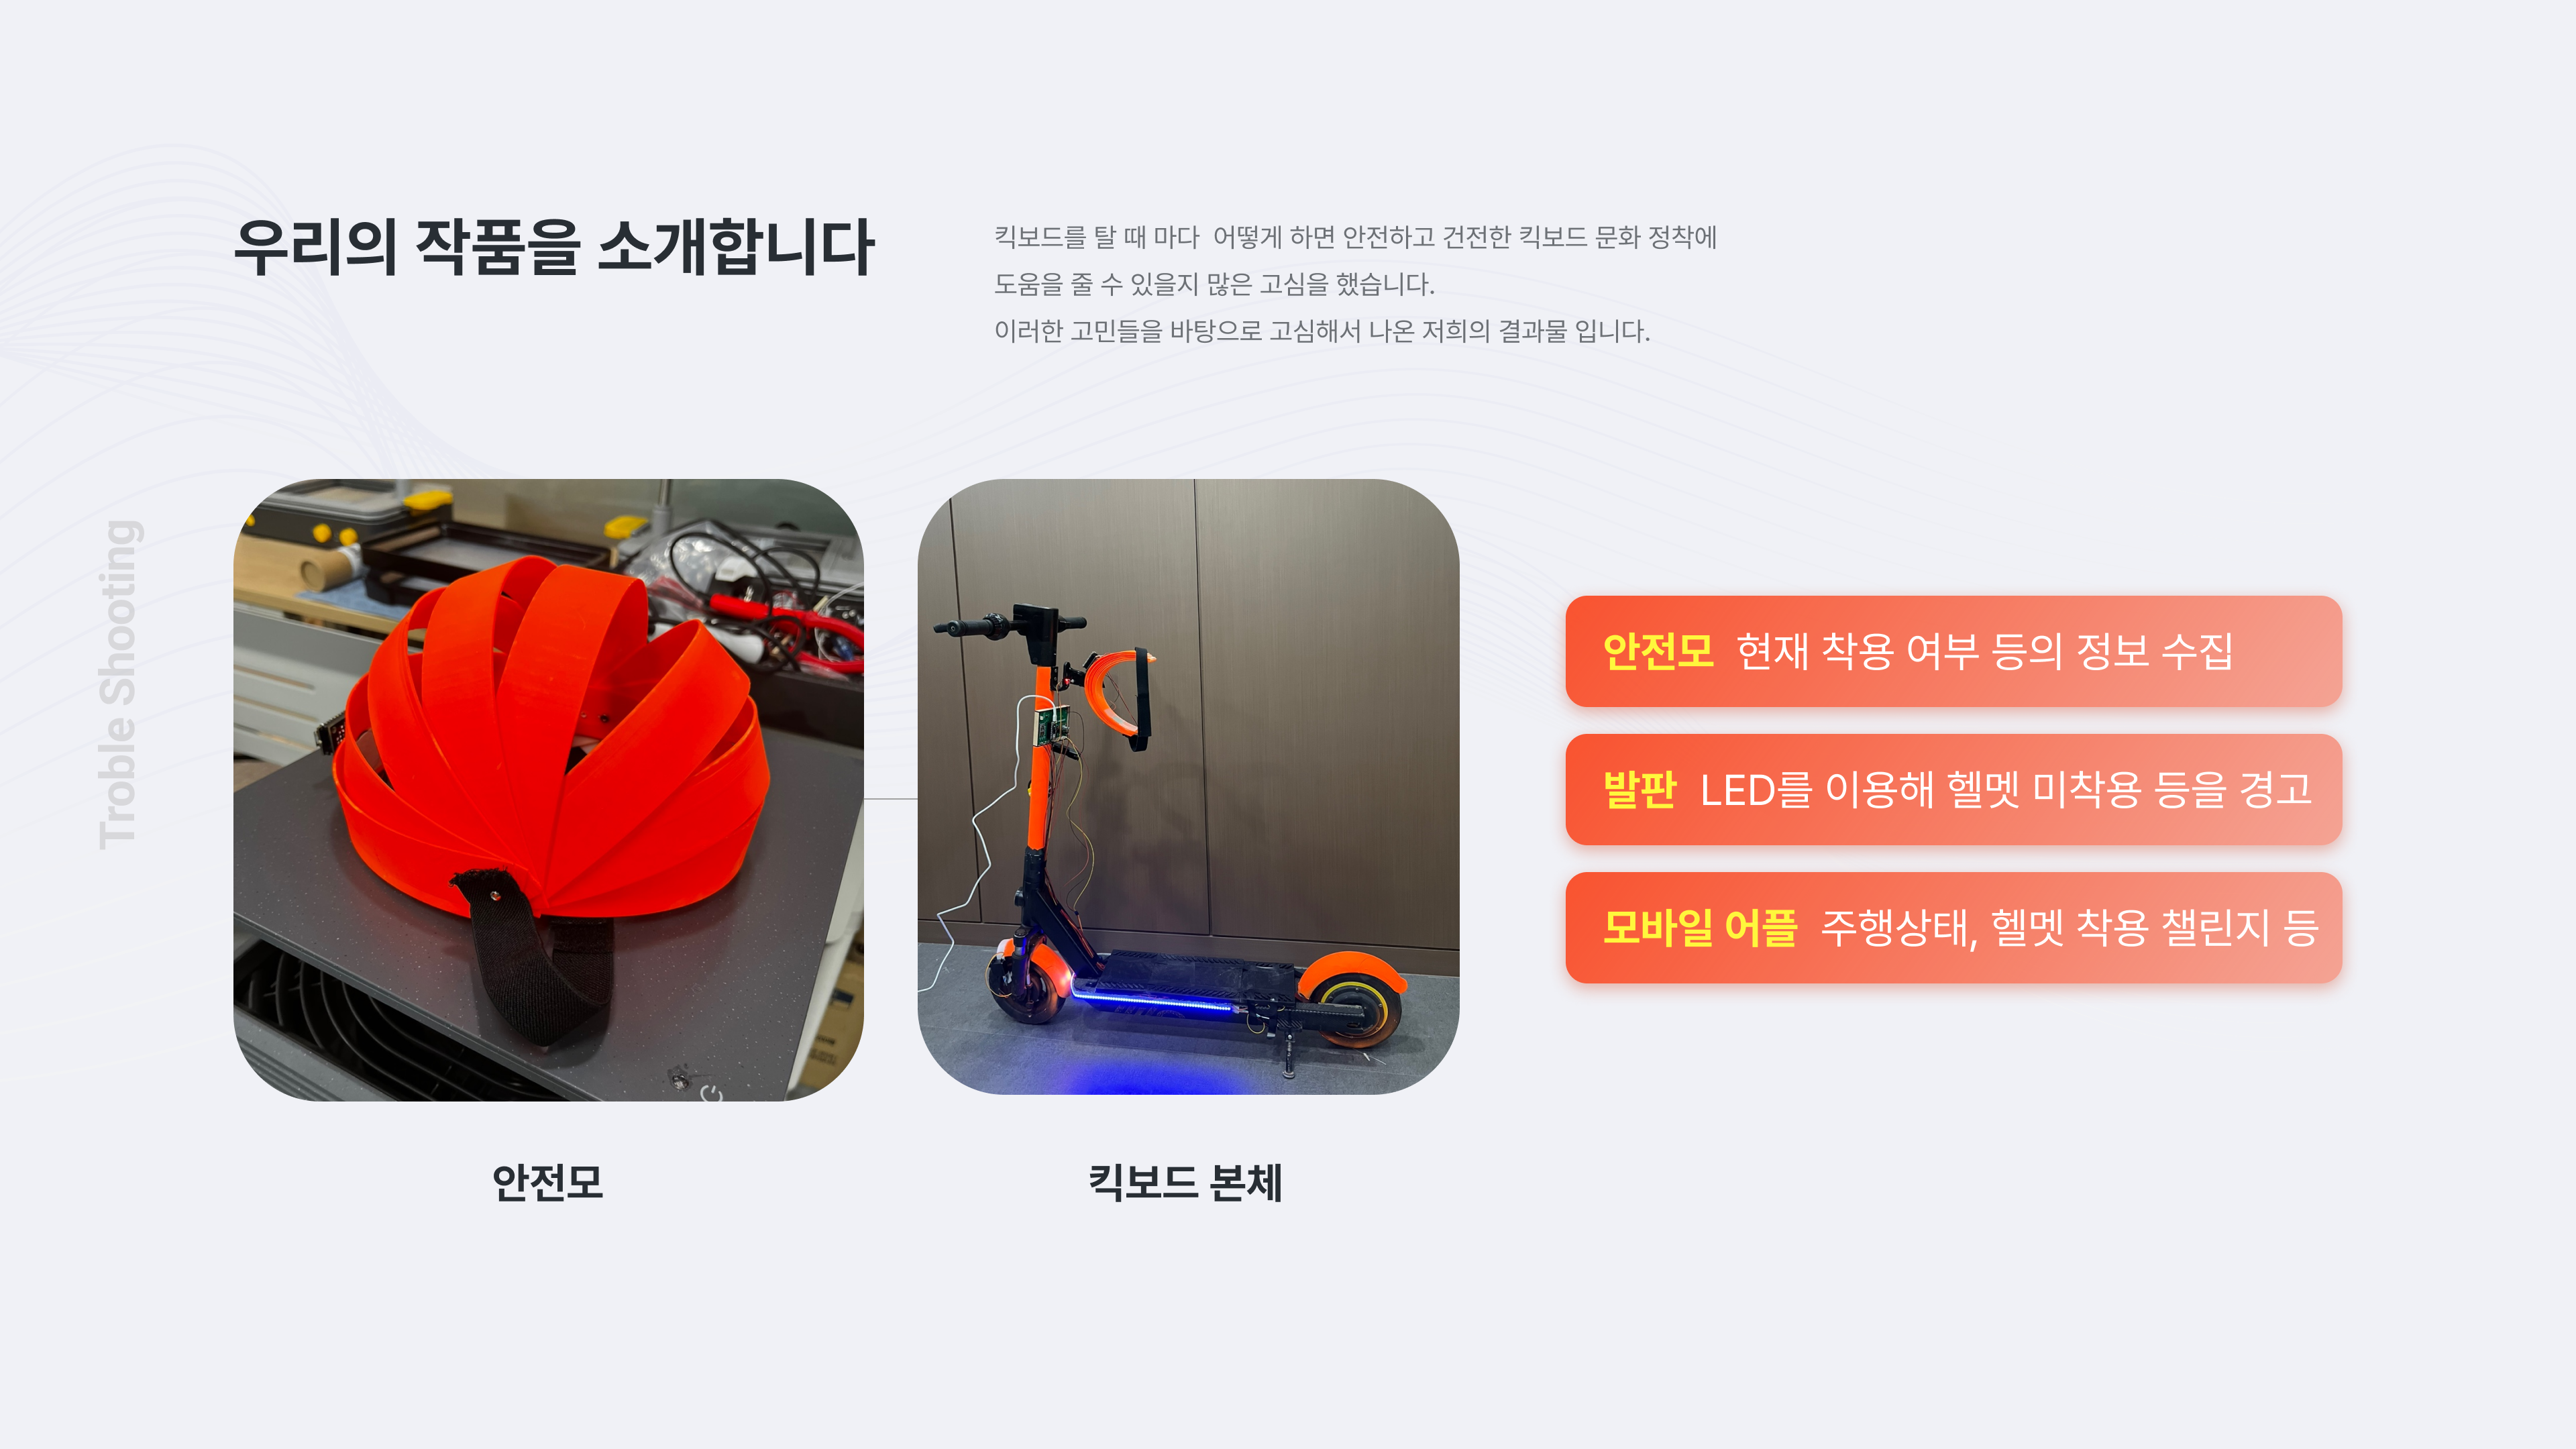 우리의 작품을 소개합니다
킥보드를 탈 때 마다 어떻게 하면 안전하고 건전한 킥보드 문화 정착에
도움을 줄 수 있을지 많은 고심을 했습니다.
이러한 고민들을 바탕으로 고심해서 나온 저희의 결과물 입니다.
Troble Shooting
안전모 현재 착용 여부 등의 정보 수집
발판 LED를 이용해 헬멧 미착용 등을 경고
모바일 어플 주행상태, 헬멧 착용 챌린지 등
안전모
킥보드 본체